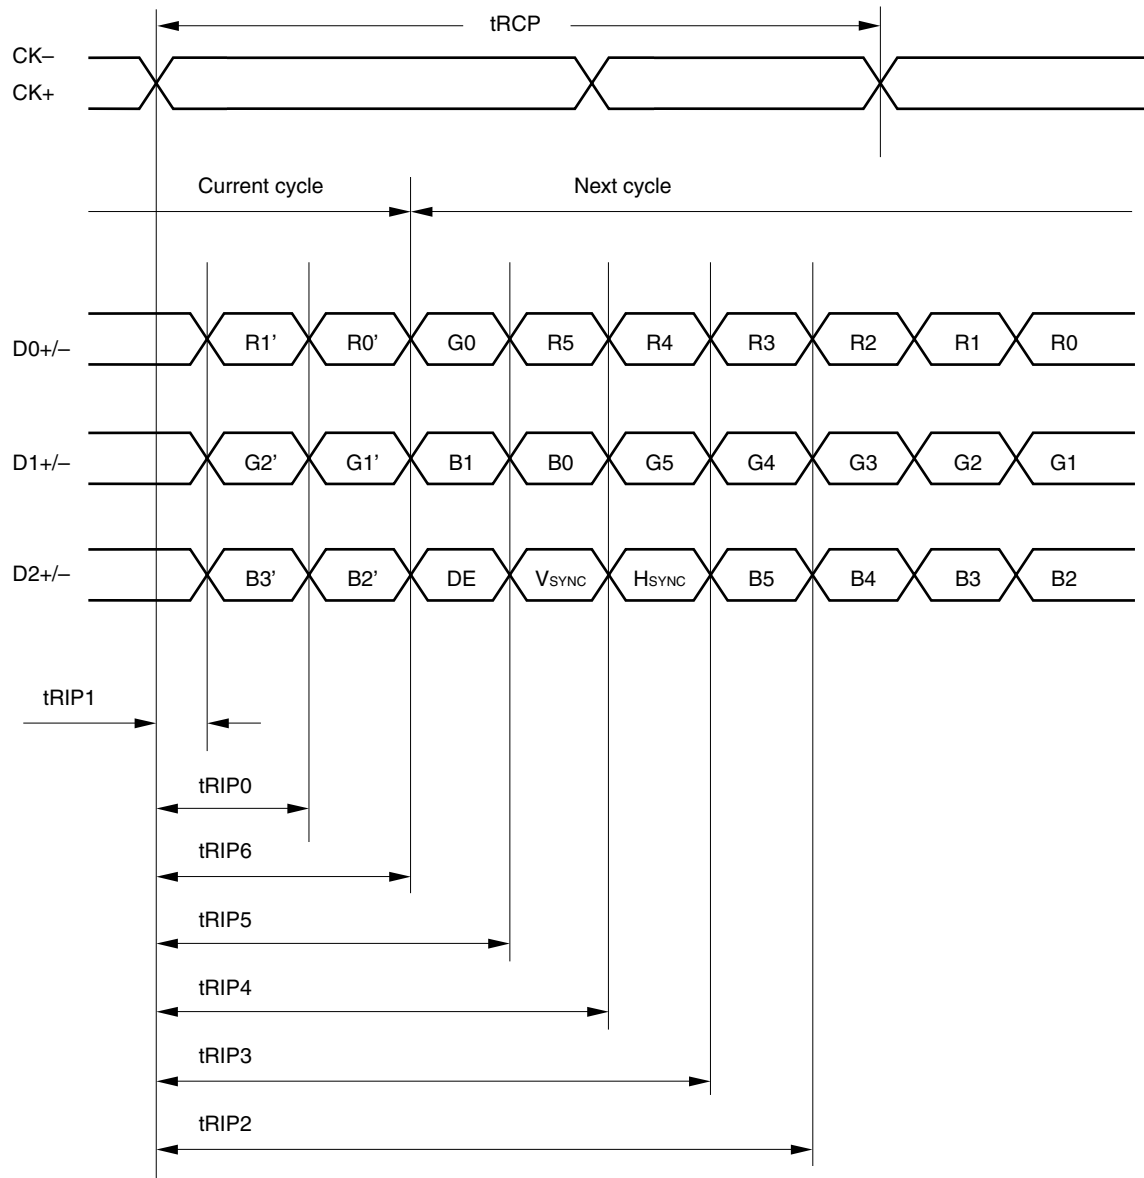 tRCP
CK–
CK+
Current cycle Next cycle
D0+/– R1' R0' G0 R5 R4 R3 R2 R1 R0
D1+/– G2' G1' B1 B0 G5 G4 G3 G2 G1
D2+/– B3' B2' DE VSYNC HSYNC B5 B4 B3 B2
tRIP1
tRIP0
tRIP6
tRIP5
tRIP4
tRIP3
tRIP2